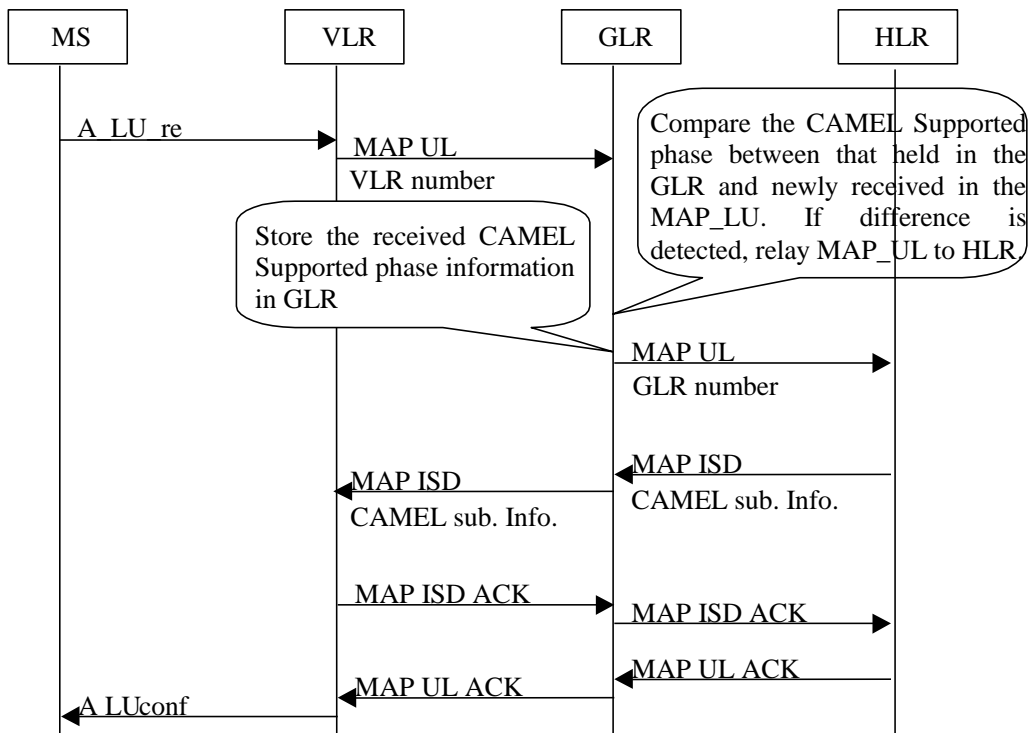 MS
VLR
GLR
HLR
A_LU_re
MAP UL
VLR number
Compare the CAMEL Supported
phase between that held in the
GLR and newly received in the
MAP_LU. If difference is
detected, relay MAP_UL to HLR.
Store the received CAMEL
Supported phase information
in GLR
MAP UL
GLR number
MAP ISD
CAMEL sub. Info.
MAP ISD
CAMEL sub. Info.
MAP ISD ACK
MAP ISD ACK
MAP UL ACK
MAP UL ACK
A LUconf